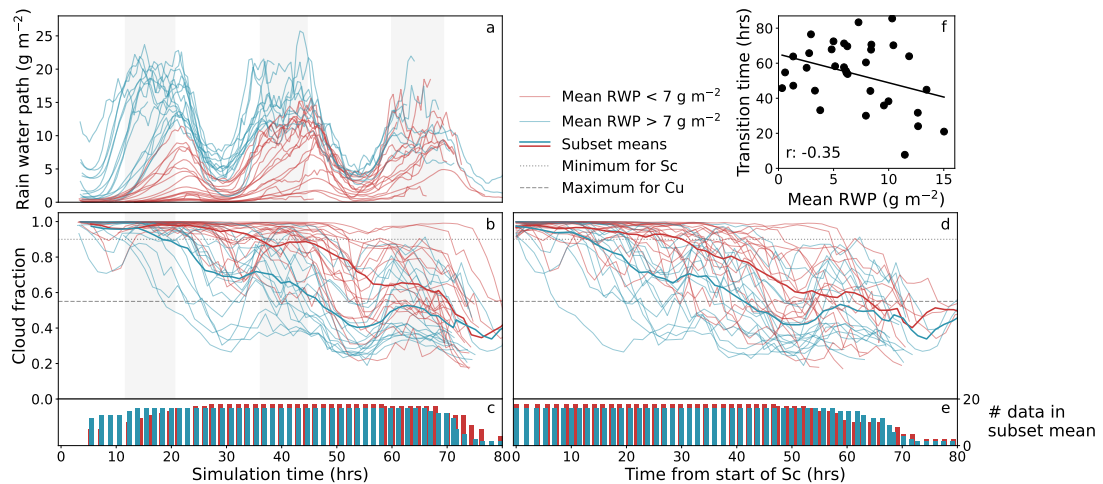 Rain water path (g m⁻²)
25
20
15
10
5
0
a
Mean RWP < 7 g m⁻²
Mean RWP > 7 g m⁻²
Subset means
Minimum for Sc
Maximum for Cu
Transition time (hrs)
80
60
40
20
0
f
r: -0.35
0 5 10 15
Mean RWP (g m⁻²)
Cloud fraction
1.0
0.8
0.6
0.4
0.2
0.0
b
d
c
e
20
0
# data in
subset mean
0 10 20 30 40 50 60 70 80
Simulation time (hrs)
0 10 20 30 40 50 60 70 80
Time from start of Sc (hrs)